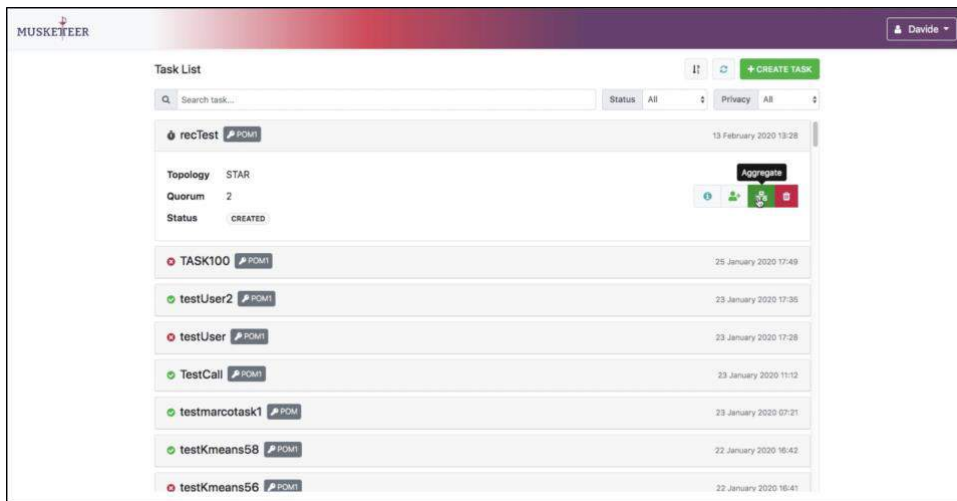 MUSKETEER
Davide
Task List
+ CREATE TASK
Search task...
Status All
Privacy All
recTest POM1
13 February 2020 13:28
Aggregate
Topology STAR
Quorum 2
Status CREATED
TASK100 POM1
25 January 2020 17:49
testUser2 POM1
23 January 2020 17:35
testUser POM1
23 January 2020 17:28
TestCall POM1
23 January 2020 11:12
testmarcotask1 POM
23 January 2020 07:21
testKmeans58 POM1
22 January 2020 16:42
testKmeans56 POM1
22 January 2020 16:41